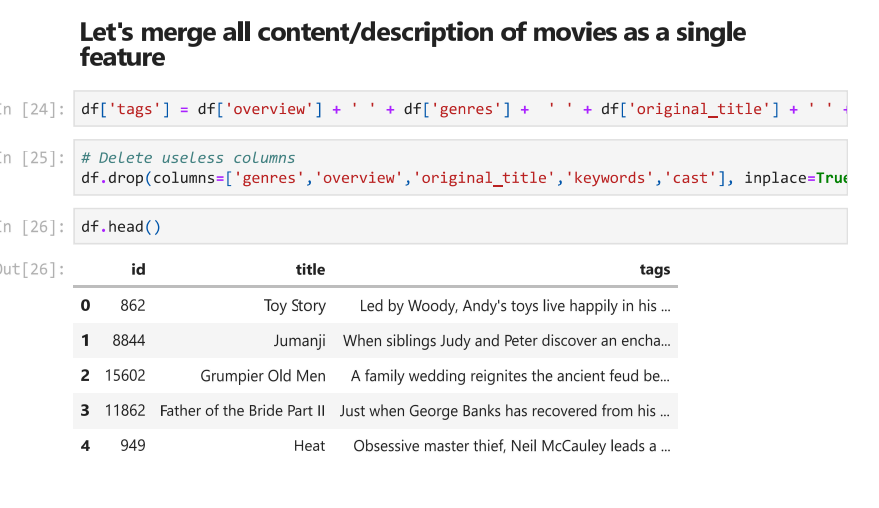 Let's merge all content/description of movies as a single
feature
In [24]: df['tags'] = df['overview'] + ' ' + df['genres'] +  ' ' + df['original_title'] + ' ' +
In [25]: # Delete useless columns
df.drop(columns=['genres','overview','original_title','keywords','cast'], inplace=True
In [26]: df.head()
Out[26]: id title tags
0 862 Toy Story Led by Woody, Andy's toys live happily in his ...
1 8844 Jumanji When siblings Judy and Peter discover an encha...
2 15602 Grumpier Old Men A family wedding reignites the ancient feud be...
3 11862 Father of the Bride Part II Just when George Banks has recovered from his ...
4 949 Heat Obsessive master thief, Neil McCauley leads a ...